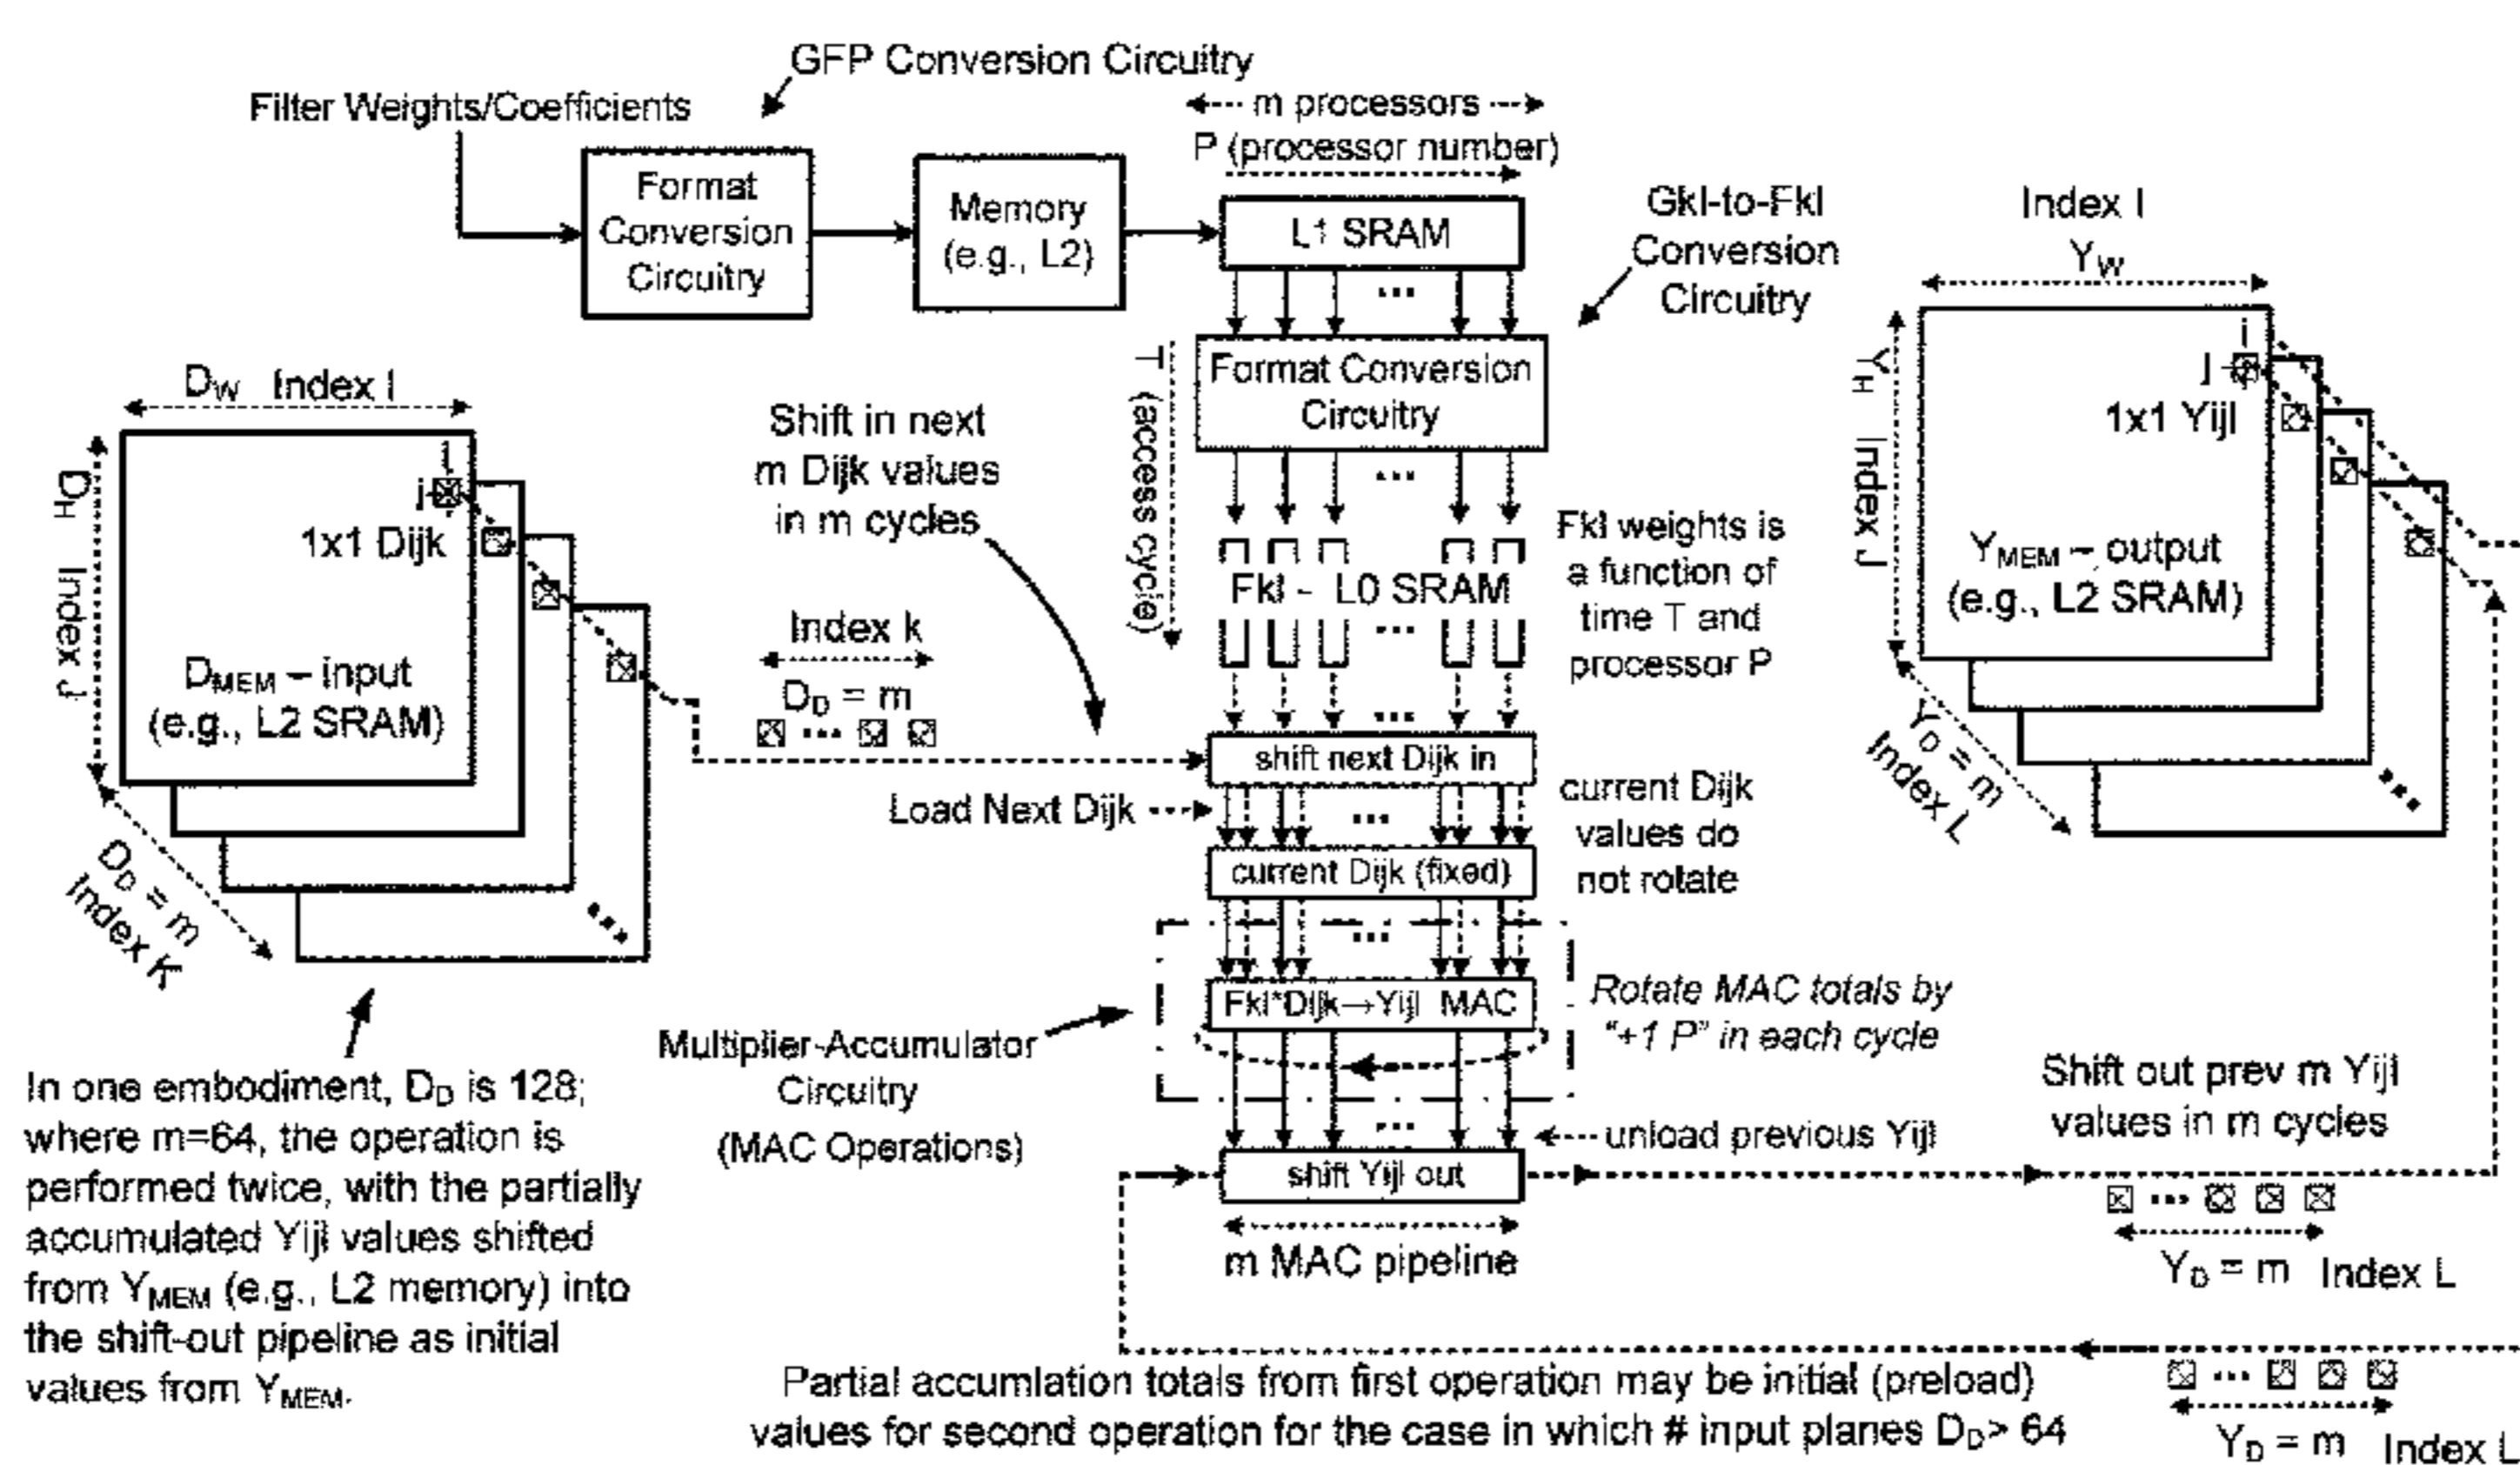 GFP Conversion Circuitry
Filter Weights/Coefficients
m processors
P (processor number)
Format
Conversion
Circuitry
Memory
(e.g., L2)
L1 SRAM
Gkl-to-Fkl
Conversion
Circuitry
Format Conversion
Circuitry
T (access cycle)
Fkl - L0 SRAM
Fkl weights is
a function of
time T and
processor P
Index I
YW
YH Index J
i
j
1x1 Yijl
YMEM – output
(e.g., L2 SRAM)
YD = m
Index L
DW Index I
DH Index J
i
j
1x1 Dijk
DMEM – input
(e.g., L2 SRAM)
DD = m
Index K
Shift in next
m Dijk values
in m cycles
Index k
DD = m
...
shift next Dijk in
Load Next Dijk
current Dijk
values do
not rotate
current Dijk (fixed)
Fkl*Dijk→Yijl MAC
Rotate MAC totals by
“+1 P” in each cycle
Multiplier-Accumulator
Circuitry
(MAC Operations)
unload previous Yijl
shift Yijl out
m MAC pipeline
Shift out prev m Yijl
values in m cycles
...
YD = m Index L
In one embodiment, DD is 128;
where m=64, the operation is
performed twice, with the partially
accumulated Yijl values shifted
from YMEM (e.g., L2 memory) into
the shift-out pipeline as initial
values from YMEM.
Partial accumlation totals from first operation may be initial (preload)
values for second operation for the case in which # input planes DD> 64
...
YD = m Index L